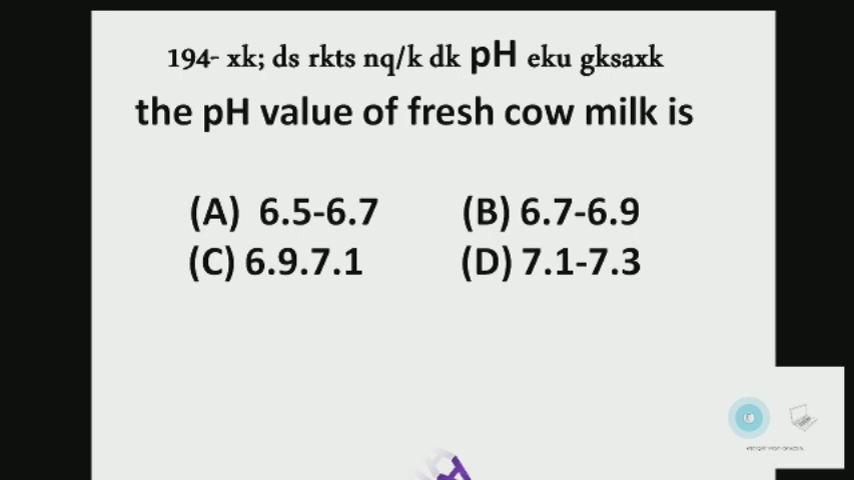 194- xk; ds rkts nq/k dk pH eku gksaxk
the pH value of fresh cow milk is
(A) 6.5-6.7 (B) 6.7-6.9
(C) 6.9.7.1 (D) 7.1-7.3